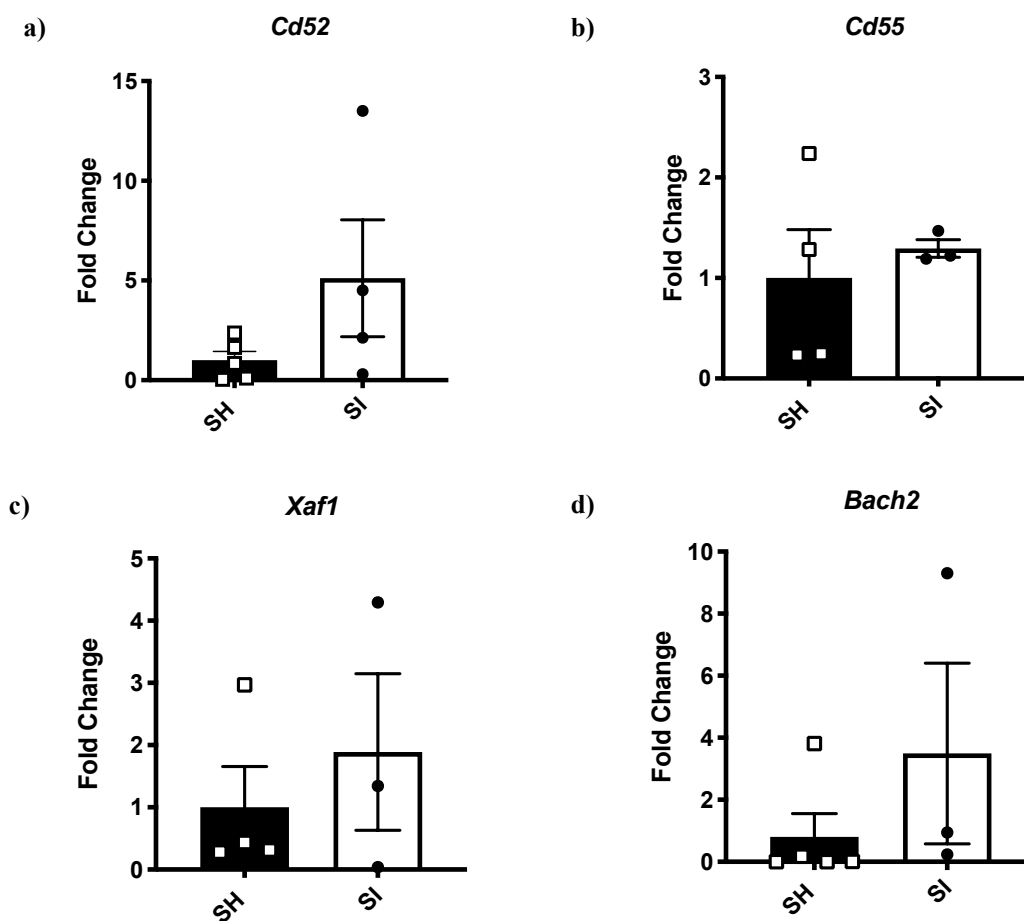 a)
Cd52
15
10
5
0
Fold Change
SH
SI
b)
Cd55
3
2
1
0
Fold Change
SH
SI
c)
Xaf1
5
4
3
2
1
0
Fold Change
SH
SI
d)
Bach2
10
8
6
4
2
0
Fold Change
SH
SI